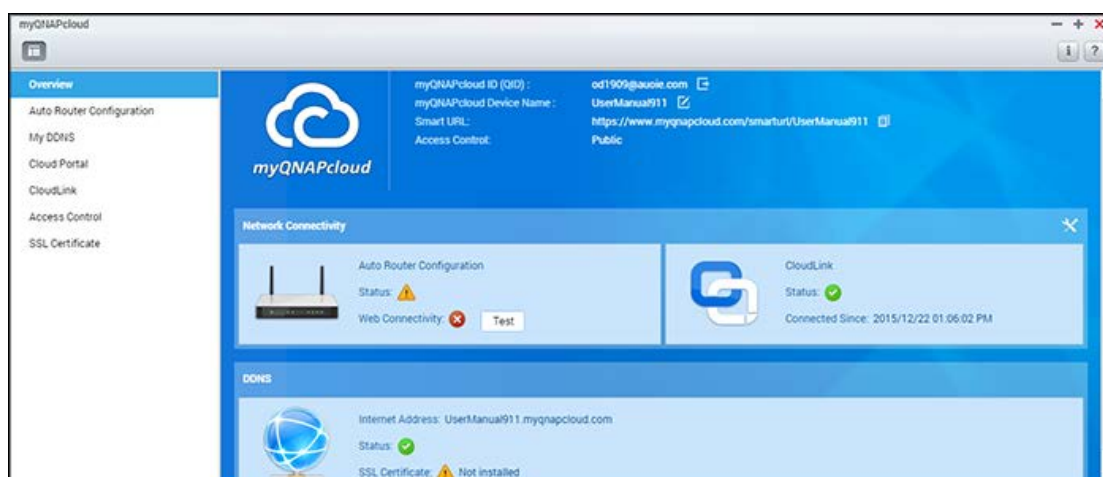 myQNAPcloud
Overview
Auto Router Configuration
My DDNS
Cloud Portal
CloudLink
Access Control
SSL Certificate
myQNAPcloud
myQNAPcloud ID (QID) : od1909@auoie.com
myQNAPcloud Device Name : UserManual911
Smart URL: https://www.myqnapcloud.com/smarturl/UserManual911
Access Control: Public
Network Connectivity
Auto Router Configuration
Status:
Web Connectivity: Test
CloudLink
Status:
Connected Since: 2015/12/22 01:06:02 PM
DDNS
Internet Address: UserManual911.myqnapcloud.com
Status:
SSL Certificate: Not installed